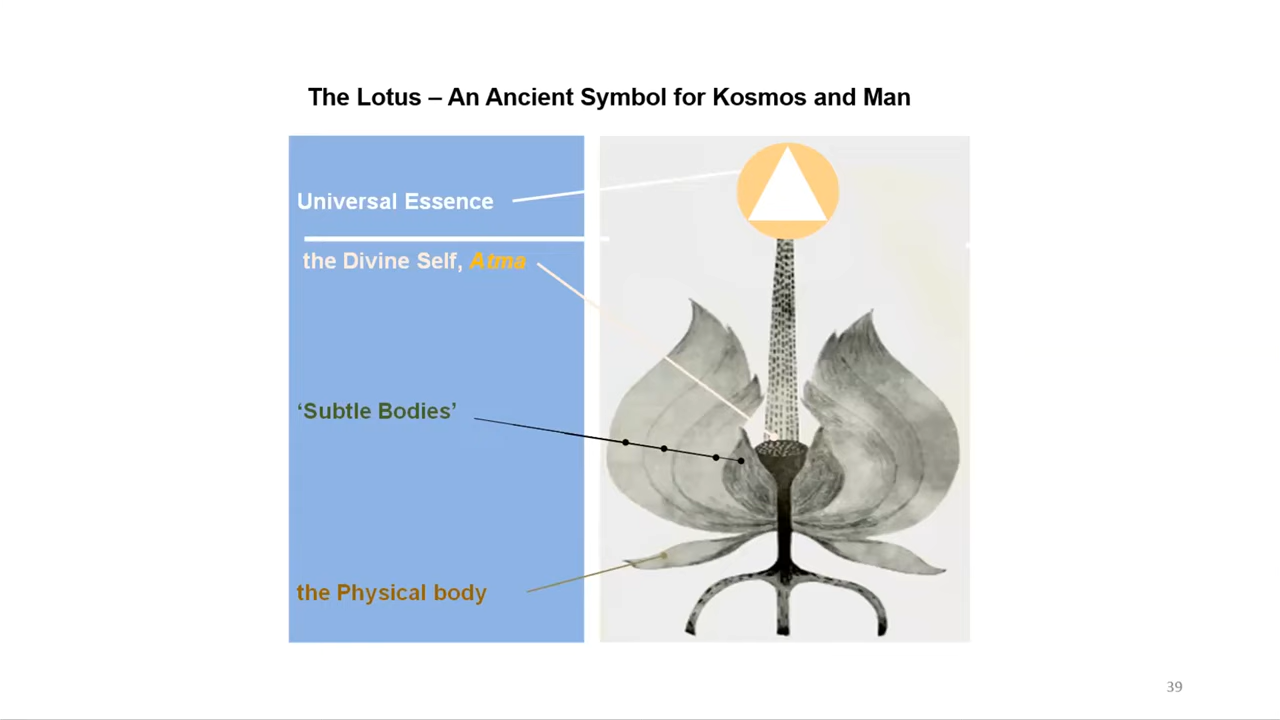 The Lotus – An Ancient Symbol for Kosmos and Man
Universal Essence
the Divine Self, Atma
‘Subtle Bodies’
the Physical body
39